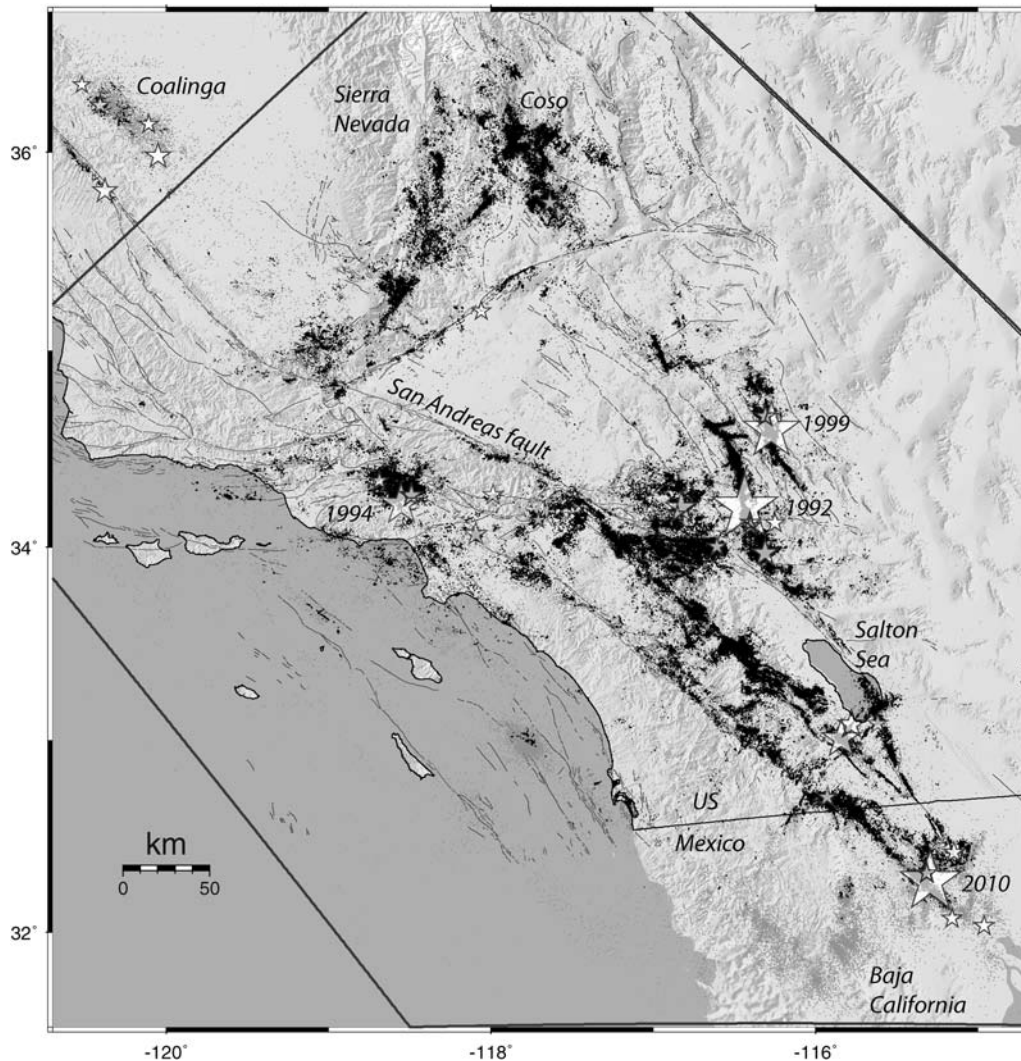 Coalinga
Sierra
Nevada
Coso
36˚
San Andreas fault
1999
1994
1992
34˚
Salton
Sea
US
Mexico
km
0
50
2010
32˚
Baja
California
-120˚
-118˚
-116˚